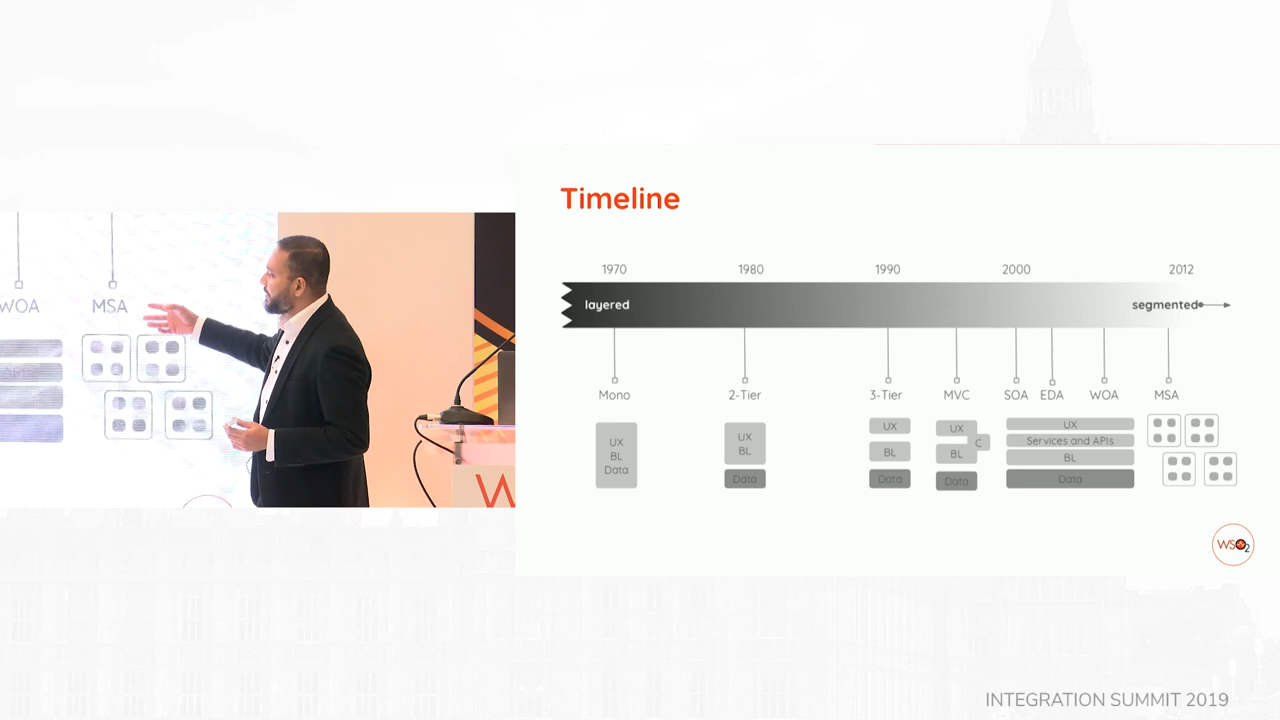 WOA
MSA
API
W
Timeline
1970
1980
1990
2000
2012
layered
segmented
Mono
2-Tier
3-Tier
MVC
SOA
EDA
WOA
MSA
UX
BL
Data
UX
BL
Data
UX
BL
Data
UX
C
BL
Data
UX
Services and APIs
BL
Data
WSO2
INTEGRATION SUMMIT 2019